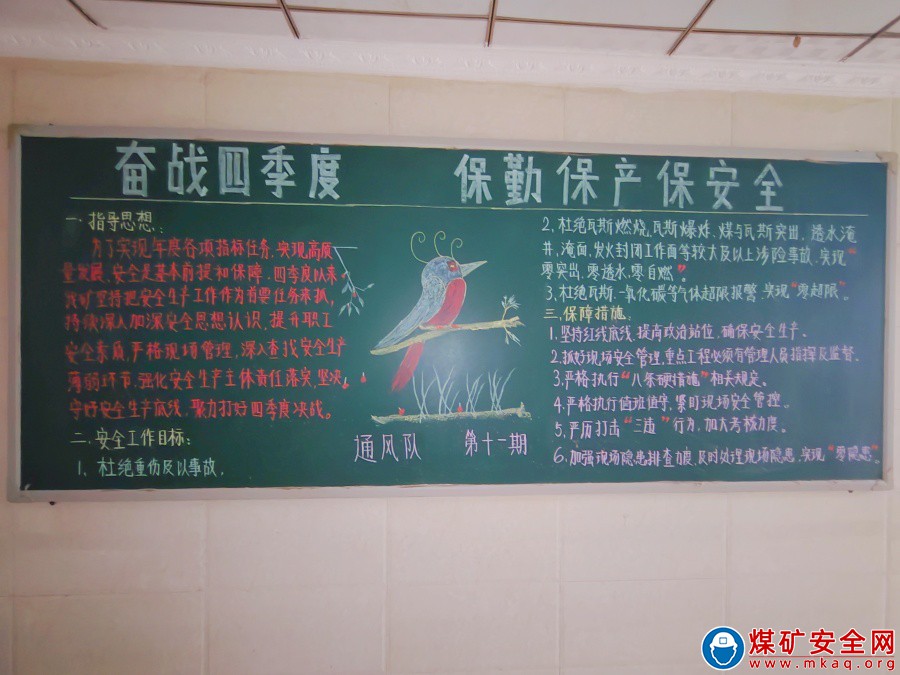 奋战四季度 保勤保产保安全
一、指导思想：
为了实现年度各项指标任务，实现高质
量发展，安全是基本前提和保障，四季度以来
我矿坚持把安全生产工作作为首要任务来抓，
持续深入加深安全思想认识，提升职工
安全素质，严格现场管理，深入查找安全生产
薄弱环节，强化安全生产主体责任落实，坚决
守好安全生产底线，聚力打好四季度决战。
二、安全工作目标：
1、杜绝重伤及以事故，
2、杜绝瓦斯燃烧，瓦斯爆炸、煤与瓦斯突出，透水淹
井，淹面，发火封闭工作面等较大及以上涉险事故，实现“
零突出、零透水、零自燃”
3、杜绝瓦斯、一氧化碳等气体超限报警，实现“零超限”。
三、保障措施：
1、坚持红线底线，提高政治站位，确保安全生产。
2、抓好现场安全管理，重点工程必须有管理人员指挥及监督。
3、严格执行“八条硬措施”相关规定。
4、严格执行值班值守，紧盯现场安全管理。
5、严厉打击“三违”行为，加大考核力度。
6、加强现场隐患排查力度，及时处理现场隐患，实现“零隐患”
通风队 第十一期
煤矿安全网
www.mkaq.org